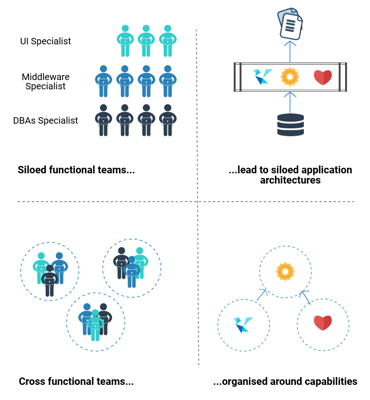 UI Specialist
Middleware
Specialist
DBAs Specialist
Siloed functional teams...
...lead to siloed application
architectures
Cross functional teams...
...organised around capabilities